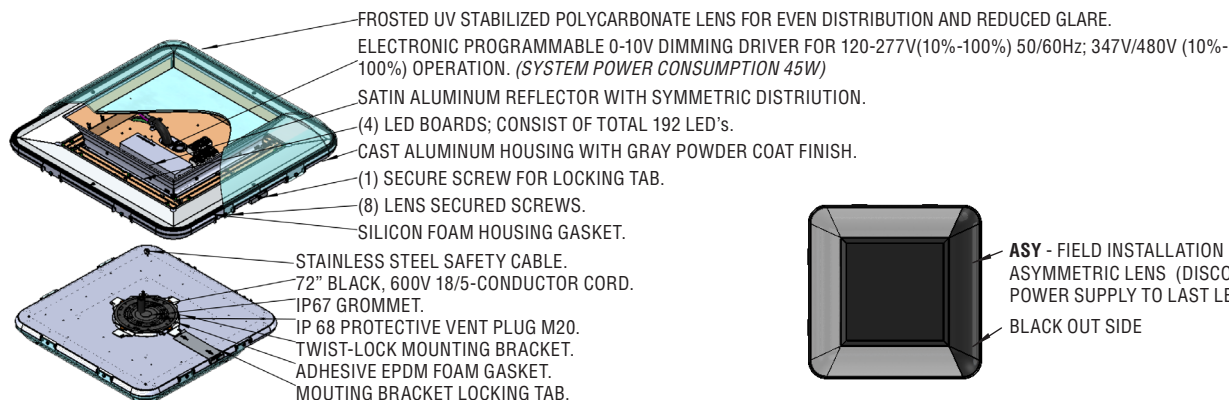 FROSTED UV STABILIZED POLYCARBONATE LENS FOR EVEN DISTRIBUTION AND REDUCED GLARE.
ELECTRONIC PROGRAMMABLE 0-10V DIMMING DRIVER FOR 120-277V(10%-100%) 50/60Hz; 347V/480V (10%-
100%) OPERATION. (SYSTEM POWER CONSUMPTION 45W)
SATIN ALUMINUM REFLECTOR WITH SYMMETRIC DISTRIUTION.
(4) LED BOARDS; CONSIST OF TOTAL 192 LED's.
CAST ALUMINUM HOUSING WITH GRAY POWDER COAT FINISH.
(1) SECURE SCREW FOR LOCKING TAB.
(8) LENS SECURED SCREWS.
SILICON FOAM HOUSING GASKET.
STAINLESS STEEL SAFETY CABLE.
72” BLACK, 600V 18/5-CONDUCTOR CORD.
IP67 GROMMET.
IP 68 PROTECTIVE VENT PLUG M20.
TWIST-LOCK MOUNTING BRACKET.
ADHESIVE EPDM FOAM GASKET.
MOUTING BRACKET LOCKING TAB.
ASY - FIELD INSTALLATION
ASYMMETRIC LENS (DISCO
POWER SUPPLY TO LAST LE
BLACK OUT SIDE